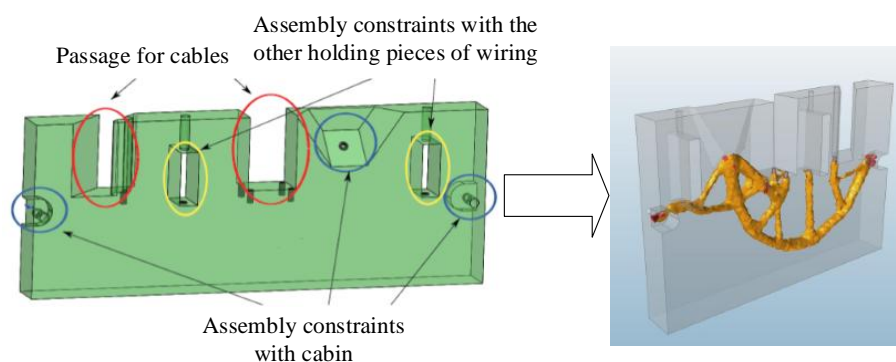 Assembly constraints with the
other holding pieces of wiring
Passage for cables
Assembly constraints
with cabin